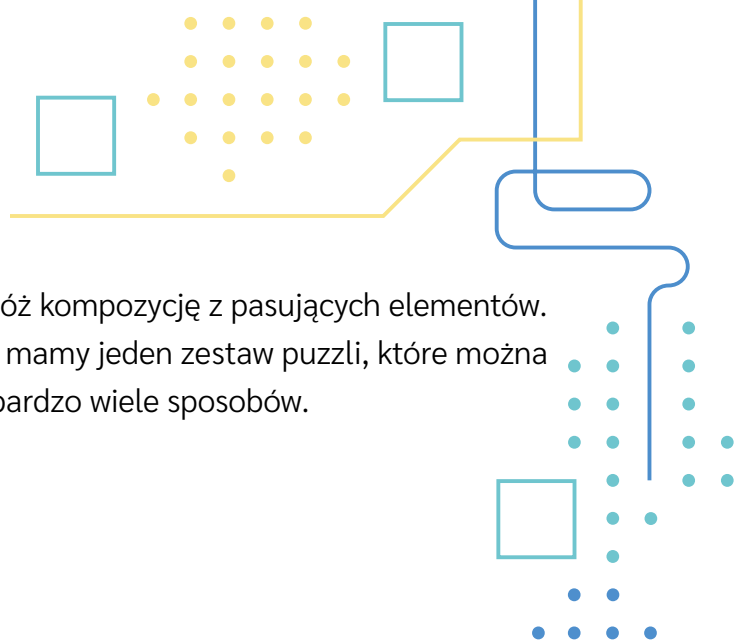 óż kompozycję z pasujących elementów.
mamy jeden zestaw puzzli, które można
bardzo wiele sposobów.